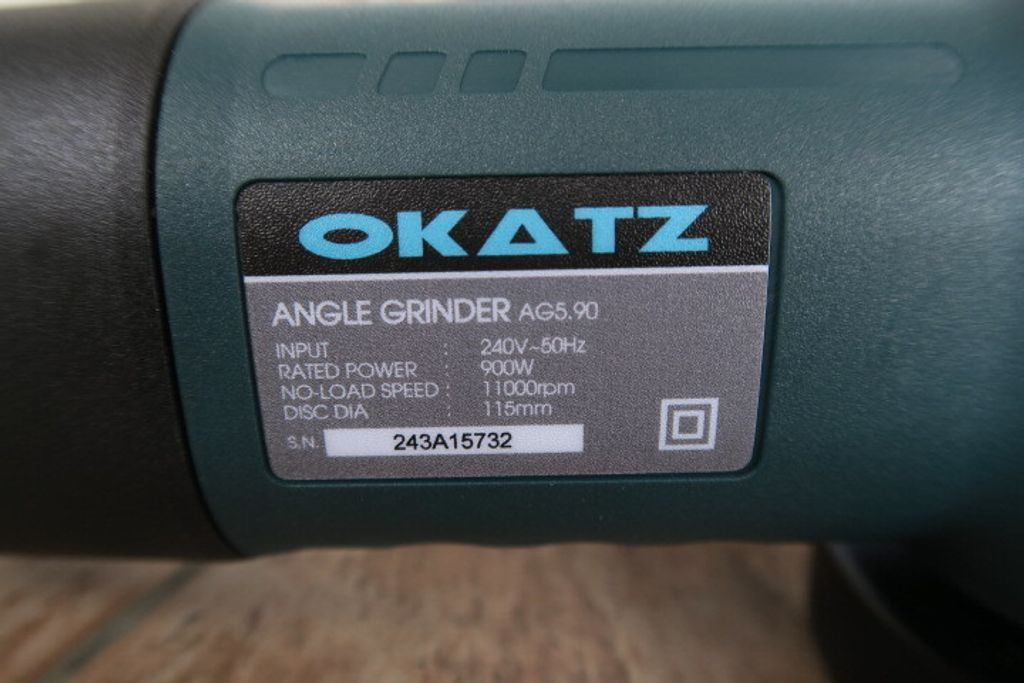 OKATZ
ANGLE GRINDER AG5.90
INPUT : 240V~50Hz
RATED POWER : 900W
NO-LOAD SPEED : 11000rpm
DISC DIA : 115mm
S.N. 243A15732